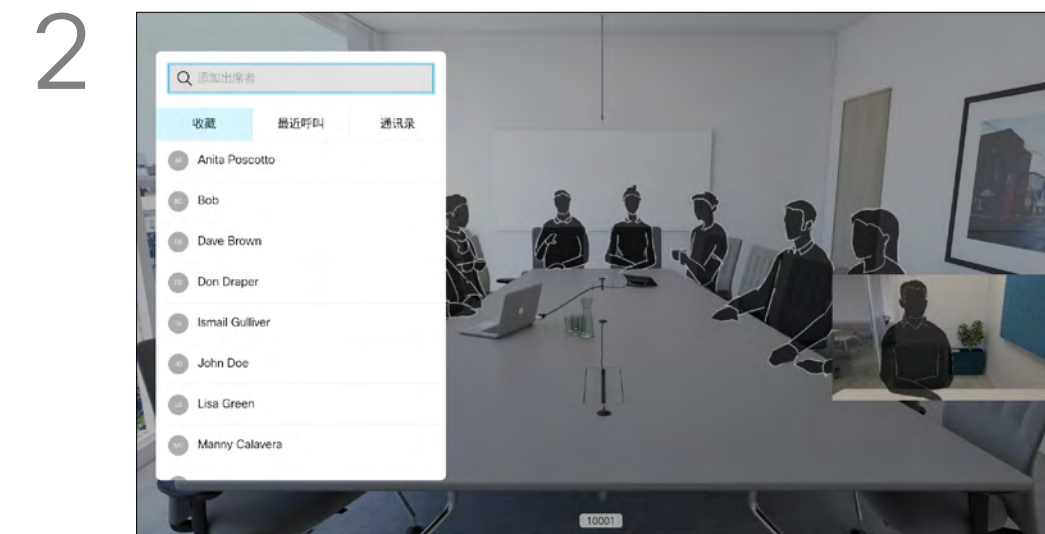 2
添加出席者
收藏 最近呼叫 通讯录
Anita Poscotto
Bob
Dave Brown
Don Draper
Ismail Gulliver
John Doe
Lisa Green
Manny Calavera
10001